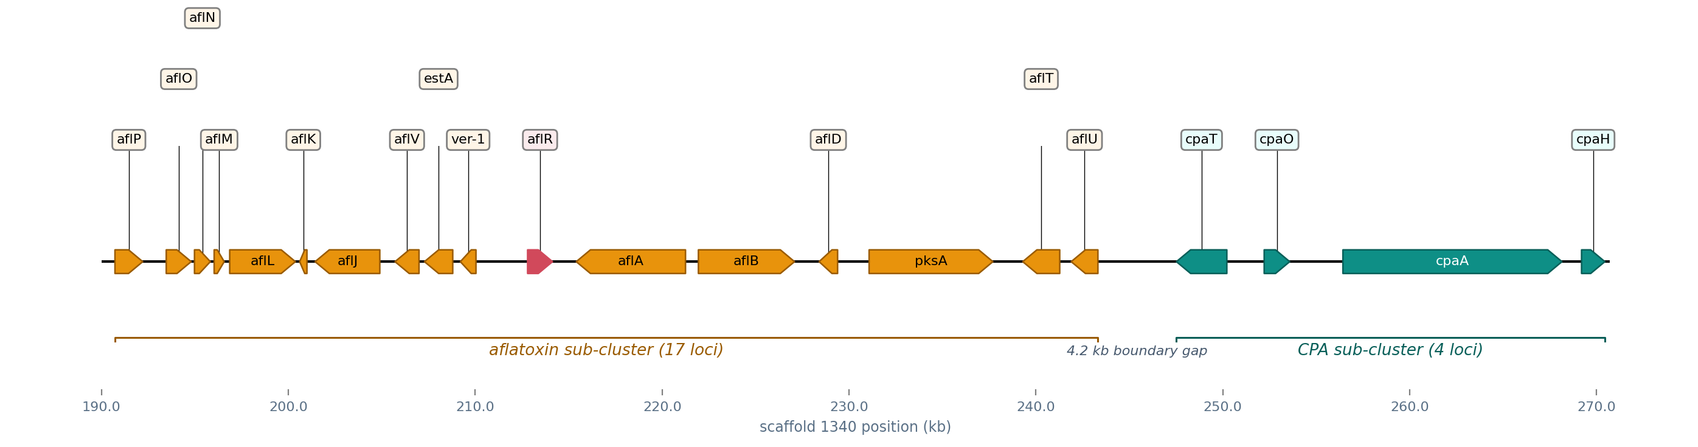 aflN
aflO
estA
aflT
aflP
aflM
aflK
aflV
ver-1
aflR
aflD
aflU
cpaT
cpaO
cpaH
aflL
aflJ
aflA
aflB
pksA
cpaA
aflatoxin sub-cluster (17 loci)
4.2 kb boundary gap
CPA sub-cluster (4 loci)
190.0
200.0
210.0
220.0
230.0
240.0
250.0
260.0
270.0
scaffold 1340 position (kb)